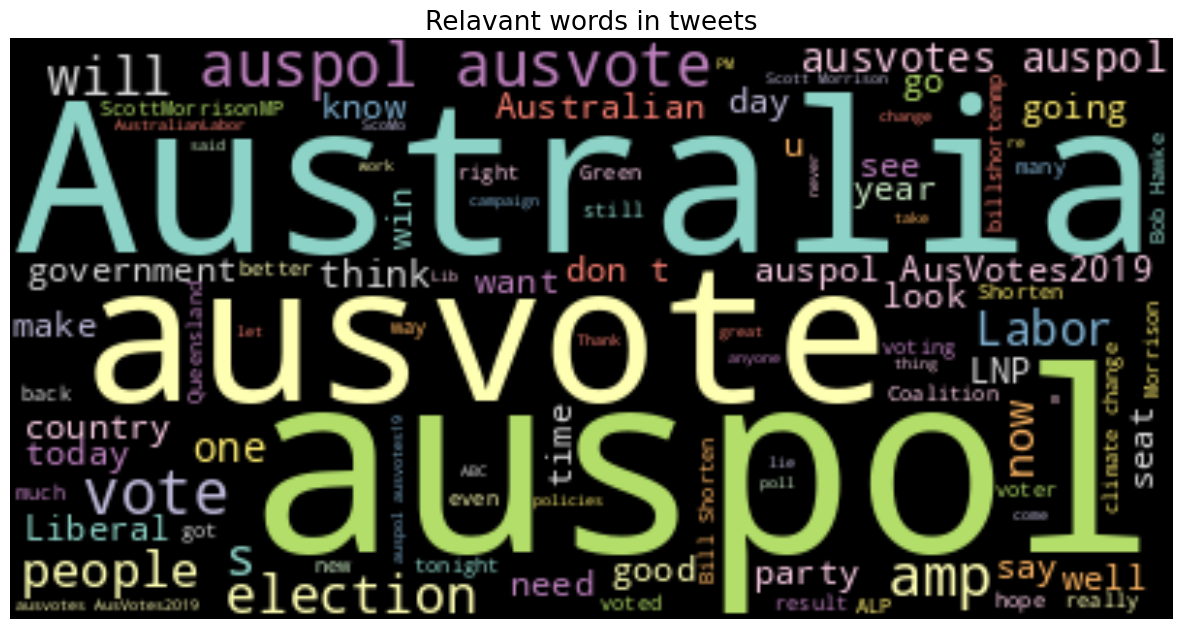 Relavant words in tweets
will
auspol
ausvote
PM
Scott Morrison
ausvotes auspol
go
ScottMorrisonMP
know
Australian
day
going
AustralianLabor
ScoMo
change
billshortenmp
said
Australia
work
right
Green
u
see
re
many
Bob Hawke
never
year
campaign
still
take
win
government
better
think
Lib
want
don t
auspol AusVotes2019
look
Shorten
Queensland
make
ausvote
let
way
Thank
great
anyone
Labor
voting
thing
LNP
Morrison
climate change
back
Coalition
m
country
today
one
auspol
auspol ausvotes19
time
now
seat
ABC
lie
poll
much
vote
even
policies
Bill Shorten
voter
come
Liberal
got
people
s
new
tonight
good
party
amp
say
well
election
need
voted
result
ALP
hope
really
ausvotes AusVotes2019